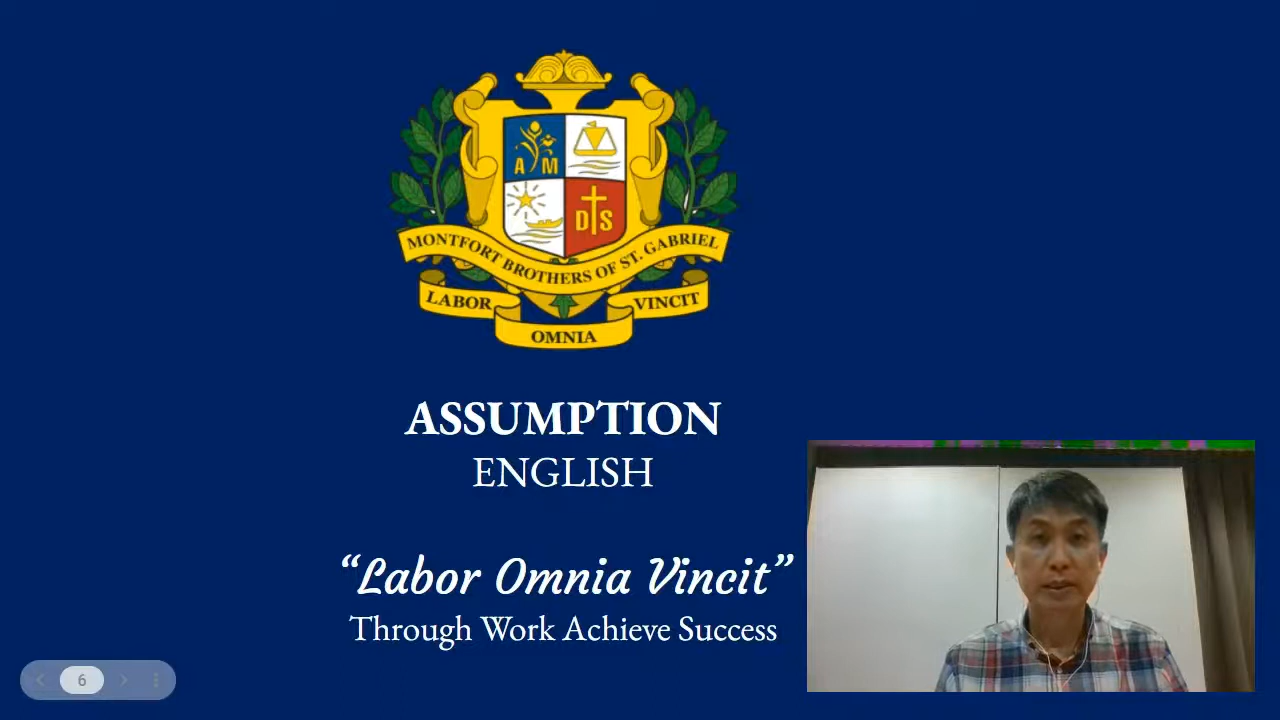 A M
D S
MONTFORT BROTHERS OF ST. GABRIEL
LABOR
OMNIA
VINCIT
ASSUMPTION
ENGLISH
“Labor Omnia Vincit”
Through Work Achieve Success
6